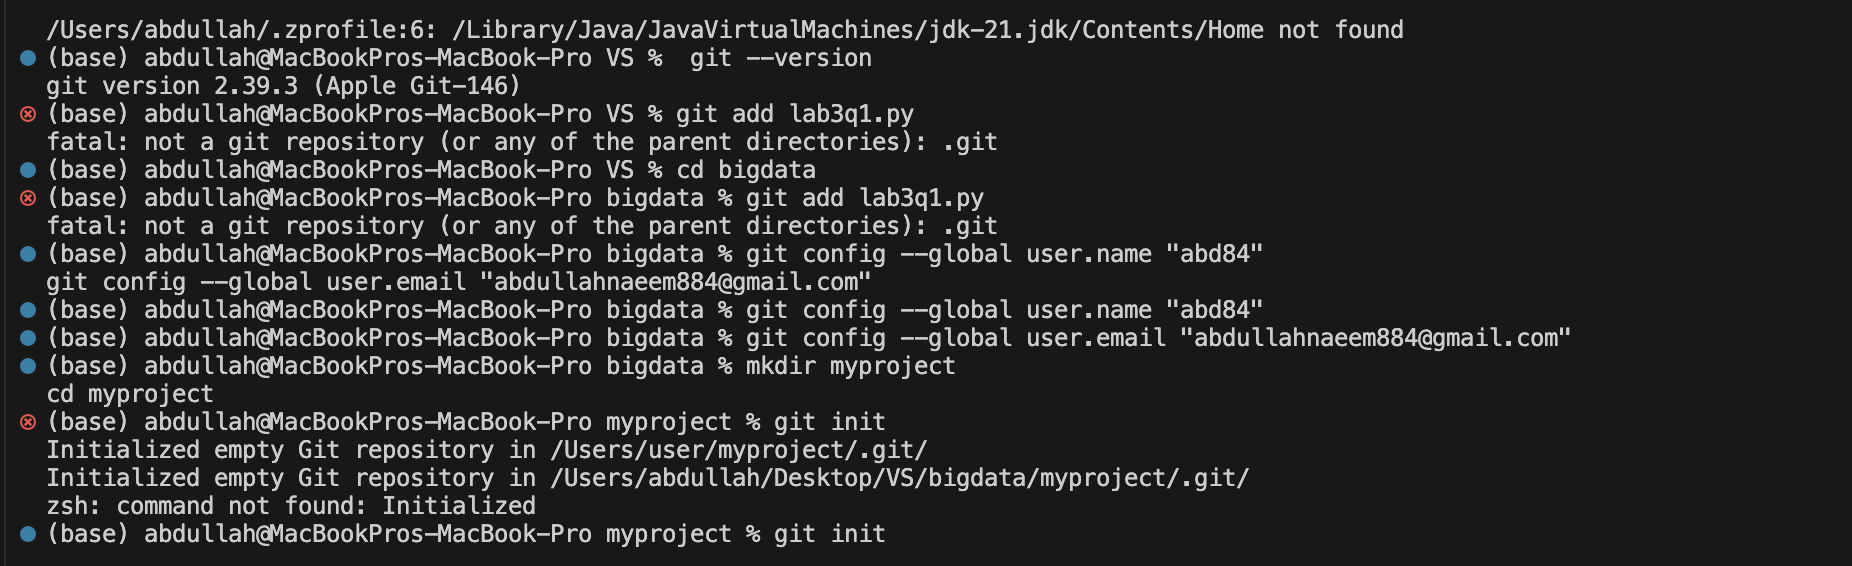 /Users/abdullah/.zprofile:6: /Library/Java/JavaVirtualMachines/jdk-21.jdk/Contents/Home not found
(base) abdullah@MacBookPros-MacBook-Pro VS %  git --version
git version 2.39.3 (Apple Git-146)
(base) abdullah@MacBookPros-MacBook-Pro VS % git add lab3q1.py
fatal: not a git repository (or any of the parent directories): .git
(base) abdullah@MacBookPros-MacBook-Pro VS % cd bigdata
(base) abdullah@MacBookPros-MacBook-Pro bigdata % git add lab3q1.py
fatal: not a git repository (or any of the parent directories): .git
(base) abdullah@MacBookPros-MacBook-Pro bigdata % git config --global user.name "abd84"
git config --global user.email "abdullahnaeem884@gmail.com"
(base) abdullah@MacBookPros-MacBook-Pro bigdata % git config --global user.name "abd84"
(base) abdullah@MacBookPros-MacBook-Pro bigdata % git config --global user.email "abdullahnaeem884@gmail.com"
(base) abdullah@MacBookPros-MacBook-Pro bigdata % mkdir myproject
cd myproject
(base) abdullah@MacBookPros-MacBook-Pro myproject % git init
Initialized empty Git repository in /Users/user/myproject/.git/
Initialized empty Git repository in /Users/abdullah/Desktop/VS/bigdata/myproject/.git/
zsh: command not found: Initialized
(base) abdullah@MacBookPros-MacBook-Pro myproject % git init